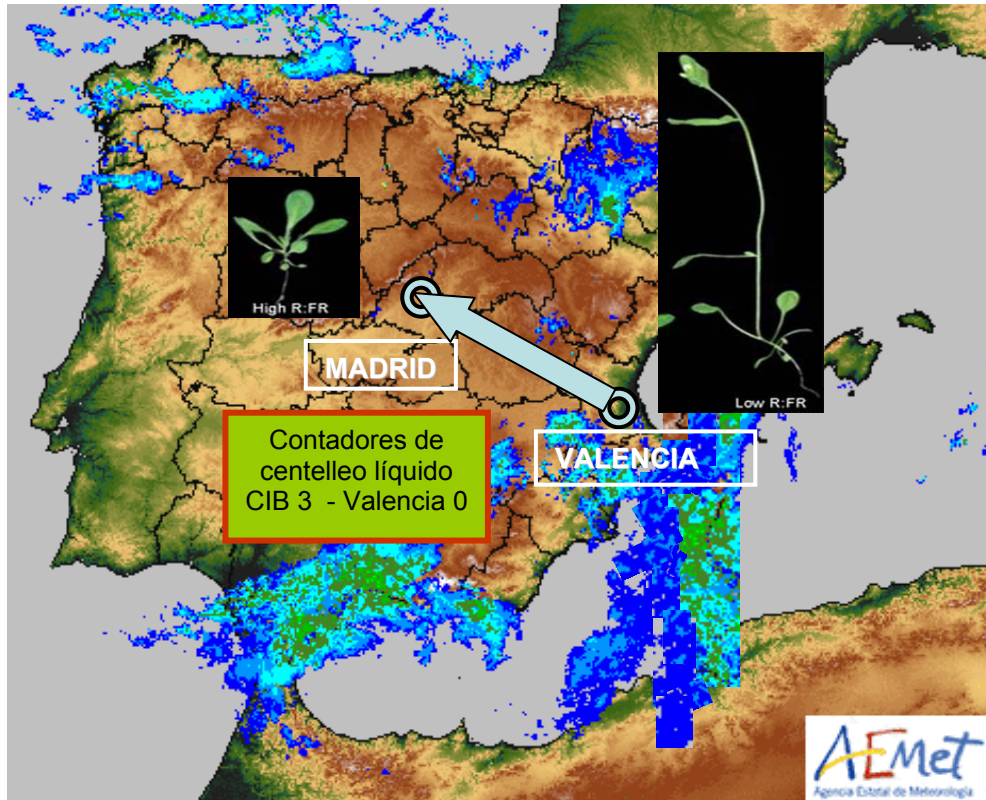 High R:FR
MADRID
Low R:FR
Contadores de
centelleo líquido
CIB 3 - Valencia 0
VALENCIA
AEMet
Agencia Estatal de Meteorología